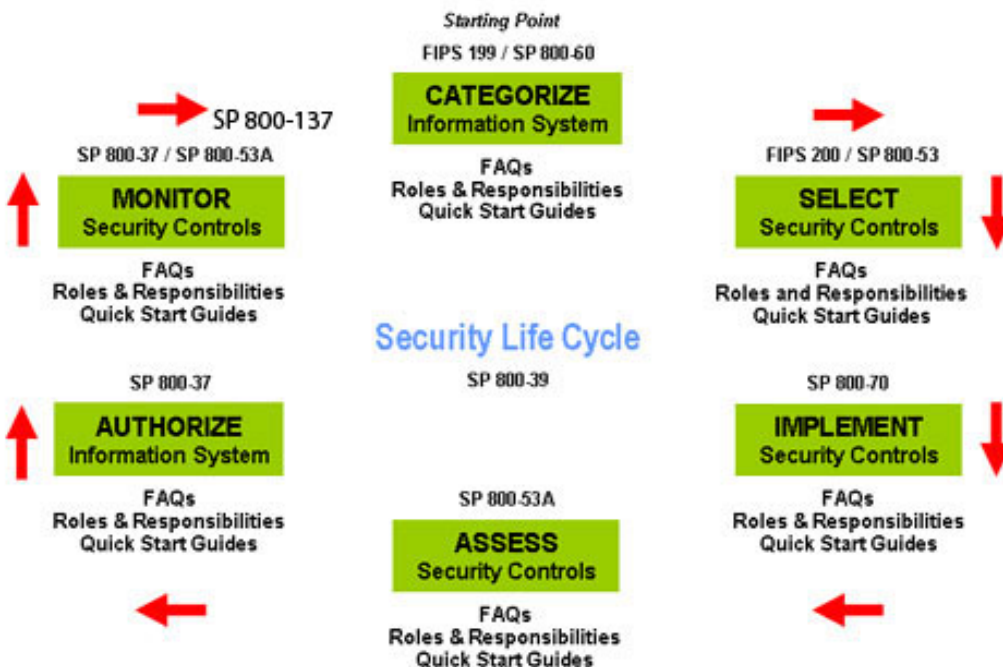 Starting Point
FIPS 199 / SP 800-60
CATEGORIZE
Information System
FAQs
Roles & Responsibilities
Quick Start Guides
SP 800-137
SP 800-37 / SP 800-53A
MONITOR
Security Controls
FAQs
Roles & Responsibilities
Quick Start Guides
FIPS 200 / SP 800-53
SELECT
Security Controls
FAQs
Roles and Responsibilities
Quick Start Guides
Security Life Cycle
SP 800-39
SP 800-37
AUTHORIZE
Information System
FAQs
Roles & Responsibilities
Quick Start Guides
SP 800-70
IMPLEMENT
Security Controls
FAQs
Roles & Responsibilities
Quick Start Guides
SP 800-53A
ASSESS
Security Controls
FAQs
Roles & Responsibilities
Quick Start Guides